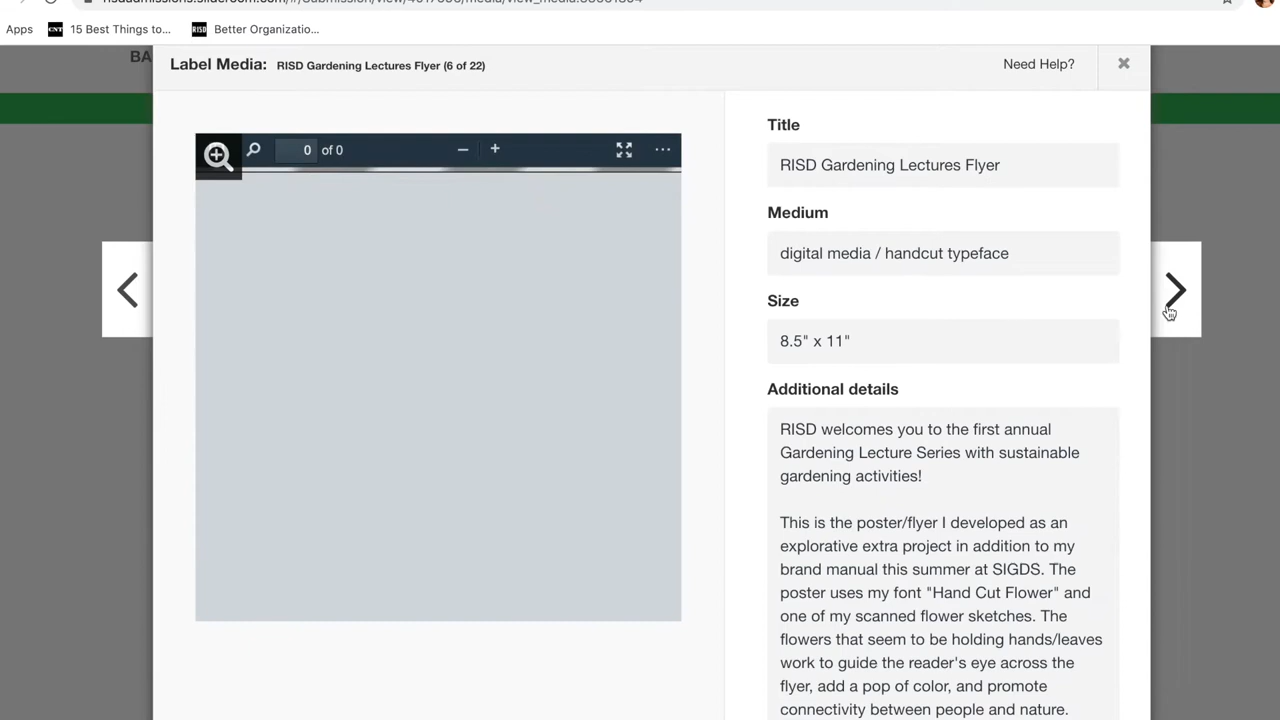 Apps CNT 15 Best Things to... RISD Better Organizatio...
BA
Label Media: RISD Gardening Lectures Flyer (6 of 22)
Need Help?
0 of 0
Title
RISD Gardening Lectures Flyer
Medium
digital media / handcut typeface
Size
8.5" x 11"
Additional details
RISD welcomes you to the first annual
Gardening Lecture Series with sustainable
gardening activities!
This is the poster/flyer I developed as an
explorative extra project in addition to my
brand manual this summer at SIGDS. The
poster uses my font "Hand Cut Flower" and
one of my scanned flower sketches. The
flowers that seem to be holding hands/leaves
work to guide the reader's eye across the
flyer, add a pop of color, and promote
connectivity between people and nature.